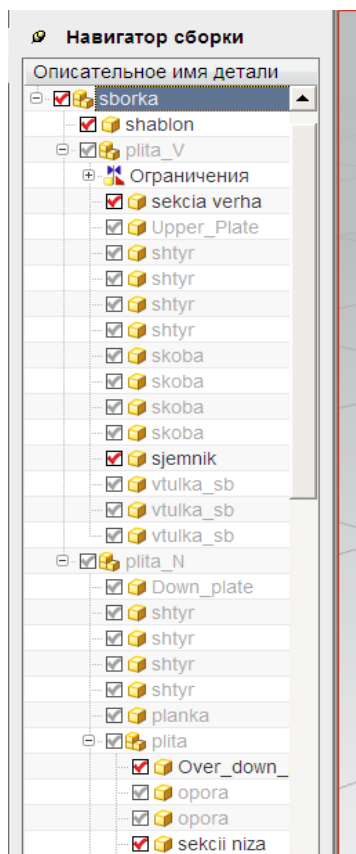 Навигатор сборки
Описательное имя детали
sborka
shablon
plita_V
Ограничения
sekcia verha
Upper_Plate
shtyr
shtyr
shtyr
shtyr
skoba
skoba
skoba
skoba
sjemnik
vtulka_sb
vtulka_sb
vtulka_sb
plita_N
Down_plate
shtyr
shtyr
shtyr
shtyr
planka
plita
Over_down_
opora
opora
sekcii niza